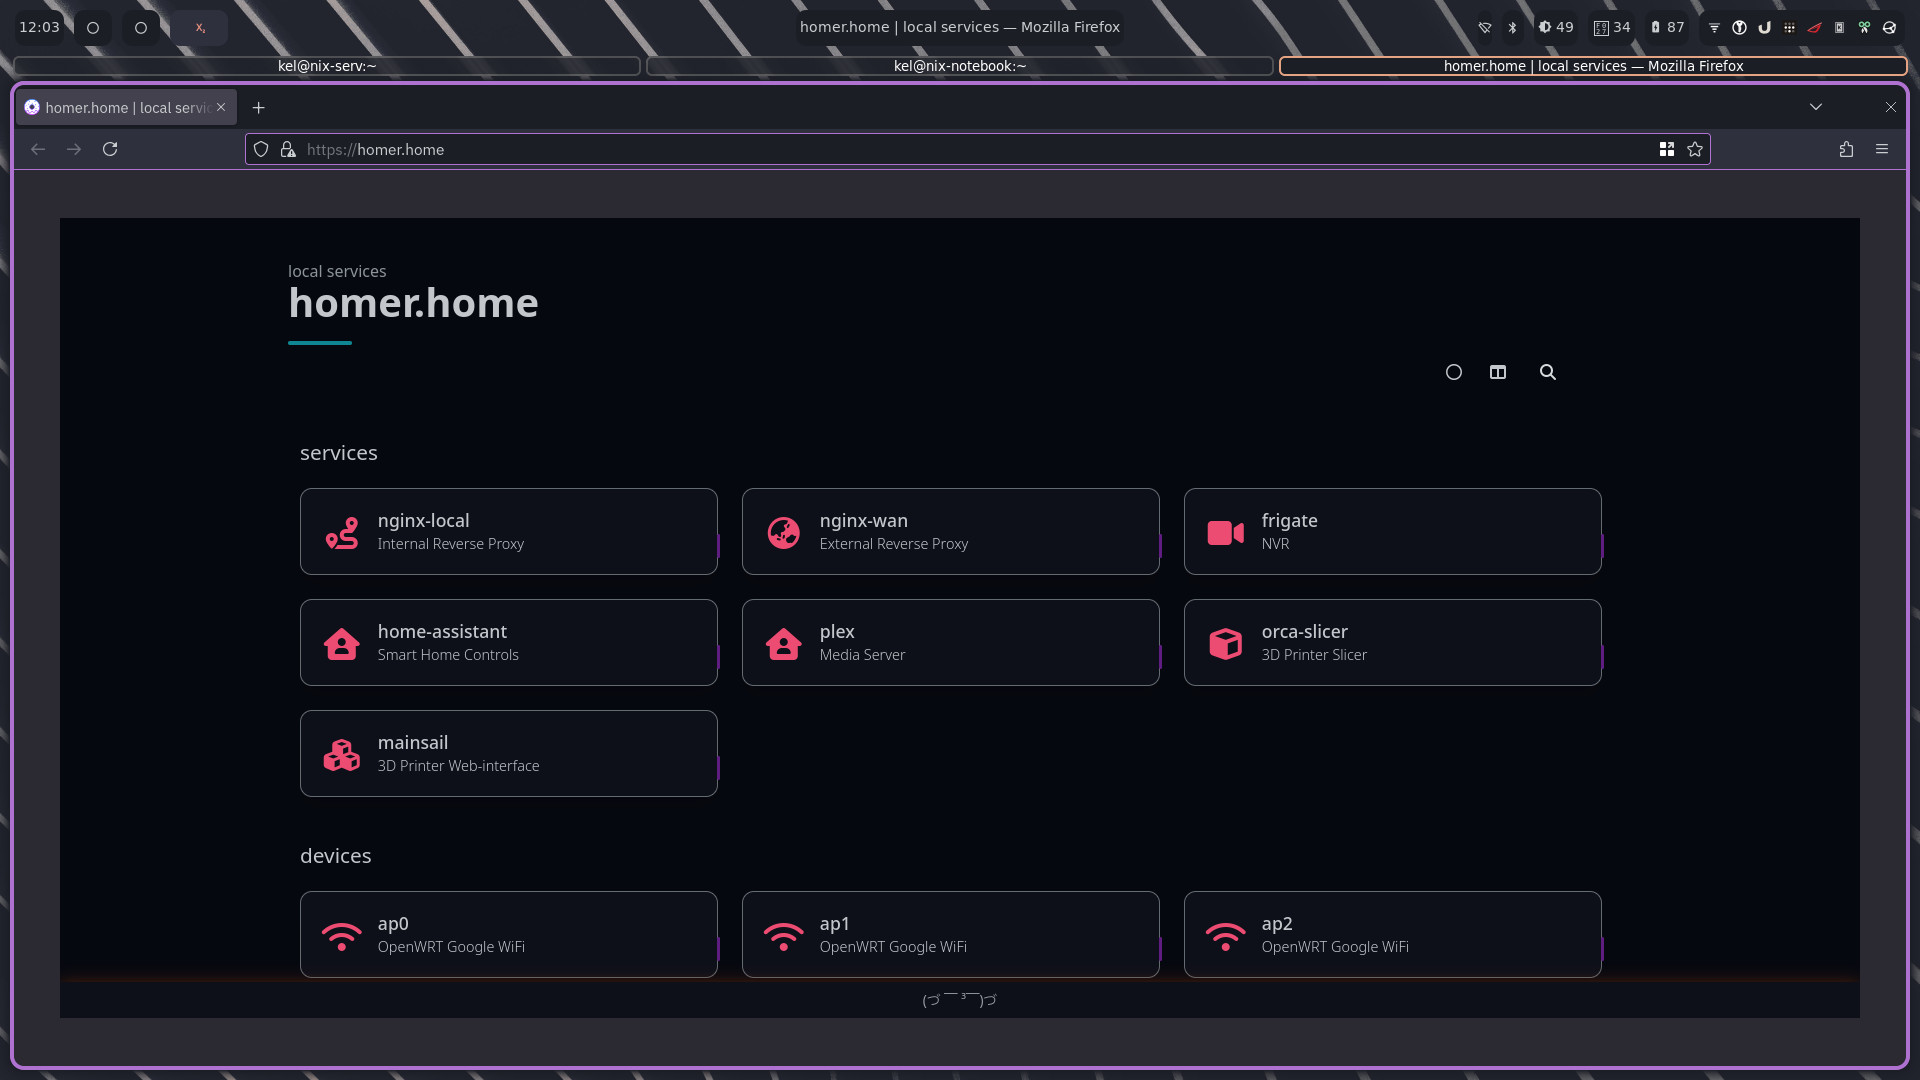 12:03
homer.home | local services — Mozilla Firefox
49
34
87
kel@nix-serv:~
kel@nix-notebook:~
homer.home | local services — Mozilla Firefox
homer.home | local servic
https://homer.home
local services
homer.home
services
nginx-local
Internal Reverse Proxy
nginx-wan
External Reverse Proxy
frigate
NVR
home-assistant
Smart Home Controls
plex
Media Server
orca-slicer
3D Printer Slicer
mainsail
3D Printer Web-interface
devices
ap0
OpenWRT Google WiFi
ap1
OpenWRT Google WiFi
ap2
OpenWRT Google WiFi
(づ ￣ ³￣)づ